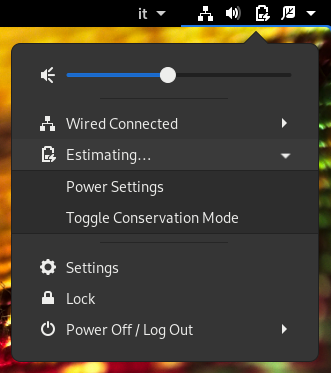 it
Wired Connected
Estimating...
Power Settings
Toggle Conservation Mode
Settings
Lock
Power Off / Log Out